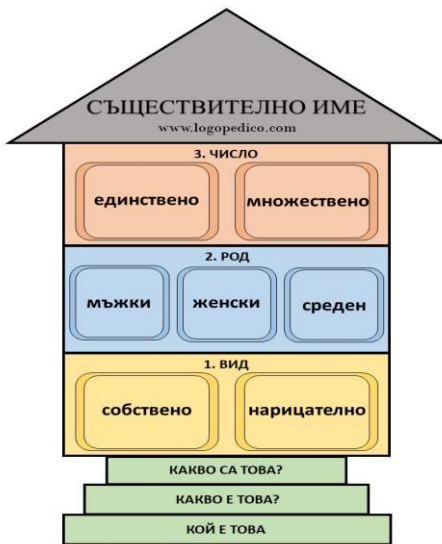 СЪЩЕСТВИТЕЛНО ИМЕ
www.logopedico.com
3. ЧИСЛО
единствено множествено
2. РОД
мъжки женски среден
1. ВИД
собствено нарицателно
КАКВО СА ТОВА?
КАКВО Е ТОВА?
КОЙ Е ТОВА